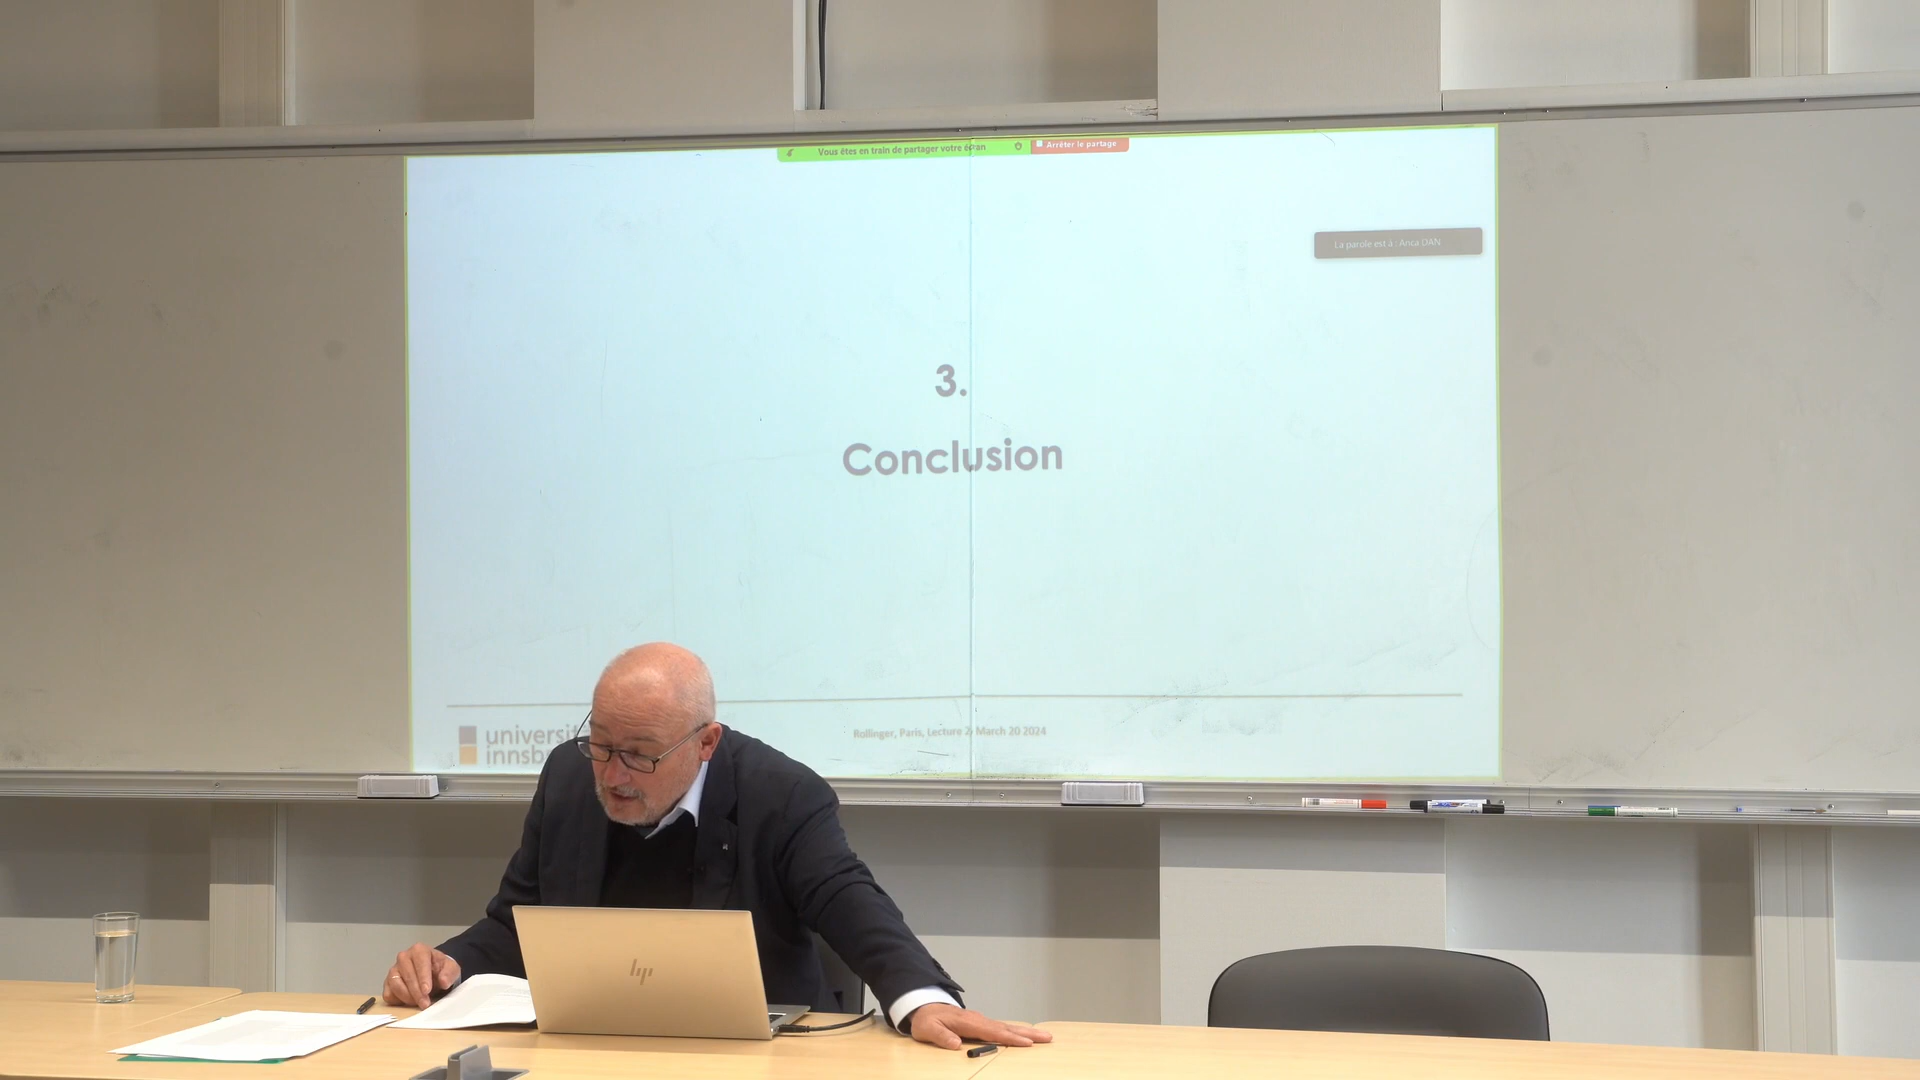 Vous êtes en train de partager votre écran
Arrêter le partage
La parole est à : Anca DAN
3.
Conclusion
Rollinger, Paris, Lecture 2, March 20 2024
universit
innsb
hp